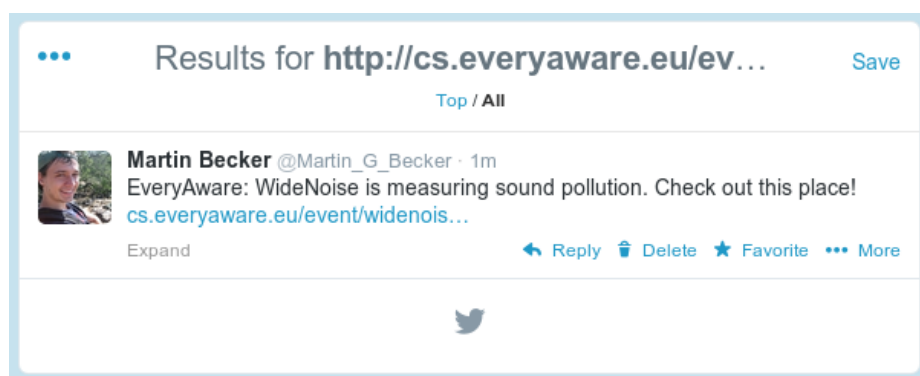 Results for http://cs.everyaware.eu/ev...
Save
Top / All
Martin Becker @Martin_G_Becker · 1m
EveryAware: WideNoise is measuring sound pollution. Check out this place!
cs.everyaware.eu/event/widenois...
Expand
Reply Delete Favorite More